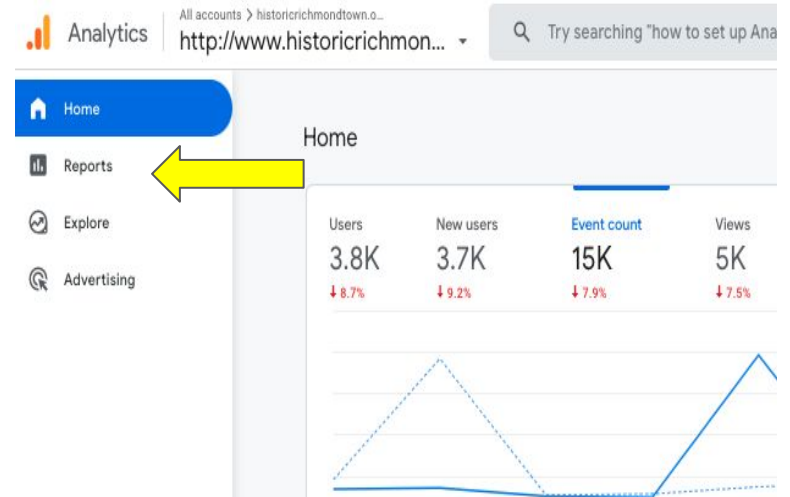 All accounts > historicrichmondtown.o...
Analytics
http://www.historicrichmon...
Try searching "how to set up Ana
Home
Reports
Explore
Advertising
Home
Users New users Event count Views
3.8K 3.7K 15K 5K
↓ 8.7% ↓ 9.2% ↓ 7.9% ↓ 7.5%